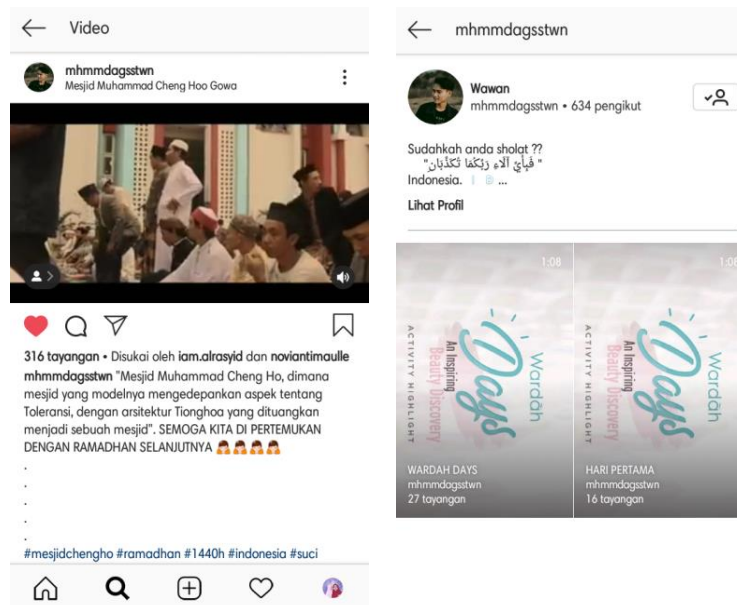 Video
mhmmdagsstwn
Mesjid Muhammad Cheng Hoo Gowa
316 tayangan • Disukai oleh iam.alrasyid dan noviantimaulle
mhmmdagsstwn "Mesjid Muhammad Cheng Ho, dimana
mesjid yang modelnya mengedepankan aspek tentang
Toleransi, dengan arsitektur Tionghoa yang dituangkan
menjadi sebuah mesjid". SEMOGA KITA DI PERTEMUKAN
DENGAN RAMADHAN SELANJUTNYA 🙏🙏🙏🙏
.
.
.
.
.
#mesjidchengho #ramadhan #1440h #indonesia #suci
mhmmdagsstwn
Wawan
mhmmdagsstwn • 634 pengikut
Sudahkah anda sholat ??
" فَبِأَيِّ آلَاءِ رَبِّكُمَا تُكَذِّبَانِ"
Indonesia. ...
Lihat Profil
1:08
Wardah
Days
An Inspiring
Beauty Discovery
ACTIVITY HIGHLIGHT
WARDAH DAYS
mhmmdagsstwn
27 tayangan
1:08
Wardah
Days
An Inspiring
Beauty Discovery
ACTIVITY HIGHLIGHT
HARI PERTAMA
mhmmdagsstwn
16 tayangan